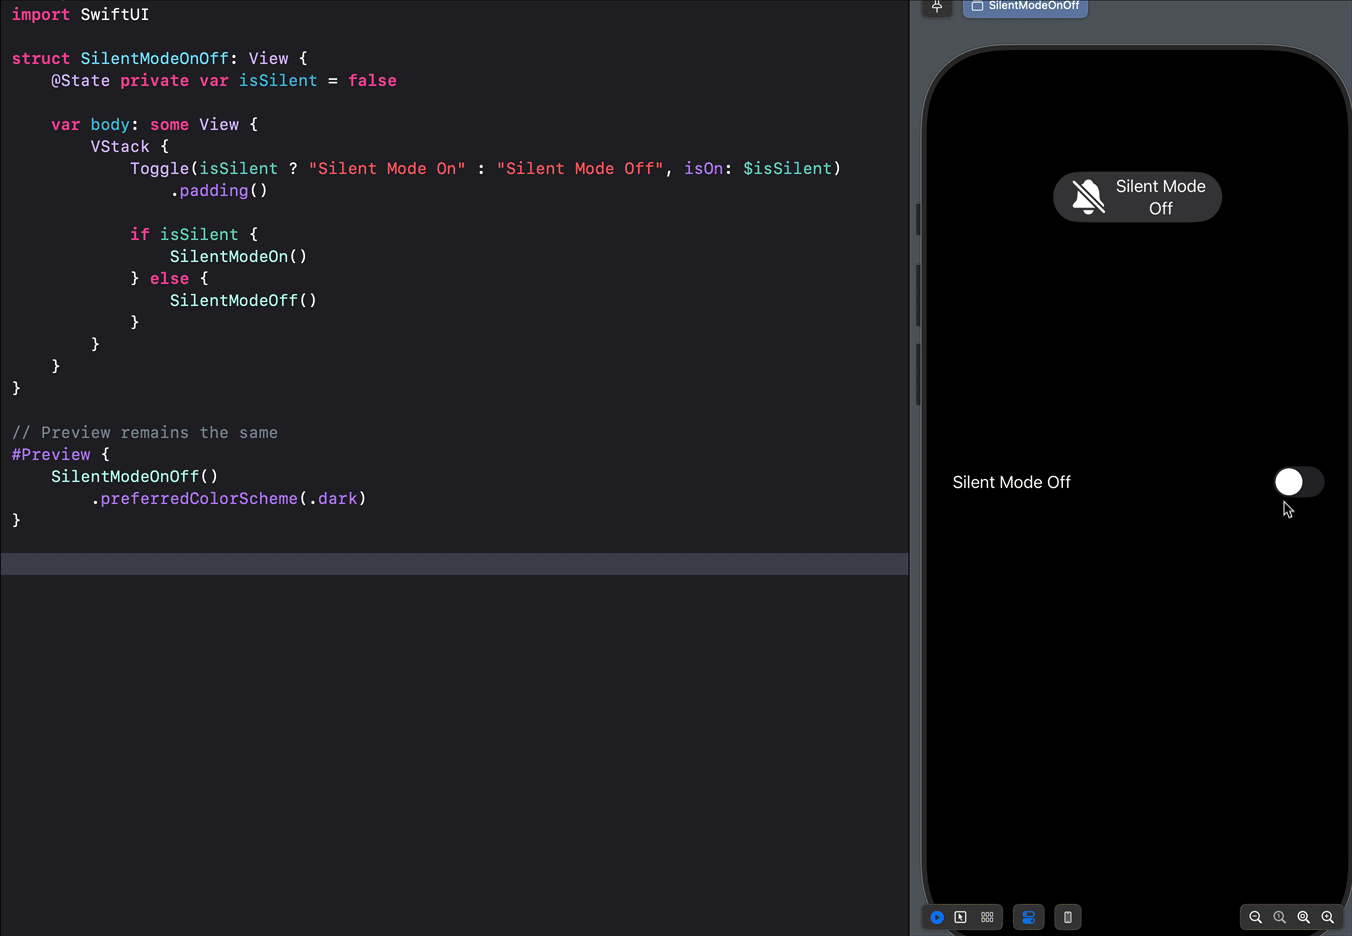 import SwiftUI
struct SilentModeOnOff: View {
@State private var isSilent = false
var body: some View {
VStack {
Toggle(isSilent ? "Silent Mode On" : "Silent Mode Off", isOn: $isSilent)
.padding()
if isSilent {
SilentModeOn()
} else {
SilentModeOff()
}
}
}
}
// Preview remains the same
#Preview {
SilentModeOnOff()
.preferredColorScheme(.dark)
}
SilentModeOnOff
Silent Mode
Off
Silent Mode Off